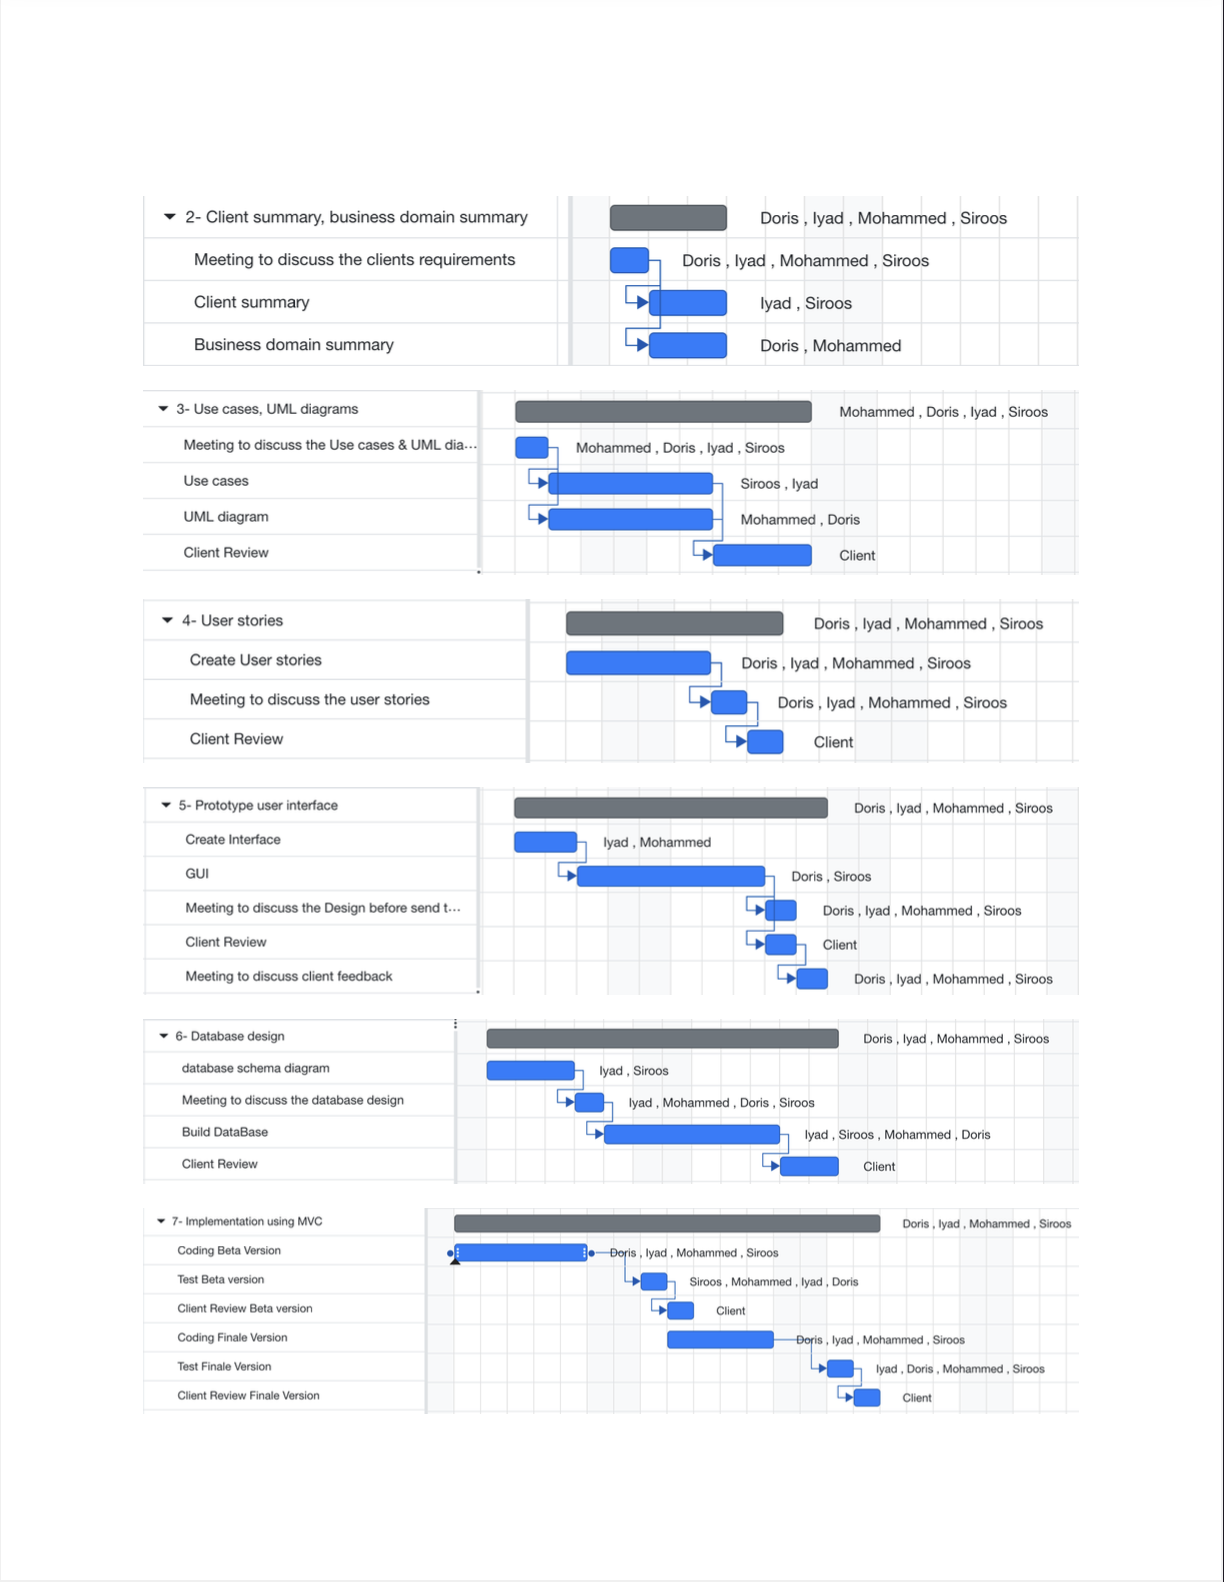 2- Client summary, business domain summary Doris , Iyad , Mohammed , Siroos
Meeting to discuss the clients requirements Doris , Iyad , Mohammed , Siroos
Client summary Iyad , Siroos
Business domain summary Doris , Mohammed
3- Use cases, UML diagrams Mohammed , Doris , Iyad , Siroos
Meeting to discuss the Use cases & UML dia... Mohammed , Doris , Iyad , Siroos
Use cases Siroos , Iyad
UML diagram Mohammed , Doris
Client Review Client
4- User stories Doris , Iyad , Mohammed , Siroos
Create User stories Doris , Iyad , Mohammed , Siroos
Meeting to discuss the user stories Doris , Iyad , Mohammed , Siroos
Client Review Client
5- Prototype user interface Doris , Iyad , Mohammed , Siroos
Create Interface Iyad , Mohammed
GUI Doris , Siroos
Meeting to discuss the Design before send t... Doris , Iyad , Mohammed , Siroos
Client Review Client
Meeting to discuss client feedback Doris , Iyad , Mohammed , Siroos
6- Database design Doris , Iyad , Mohammed , Siroos
database schema diagram Iyad , Siroos
Meeting to discuss the database design Iyad , Mohammed , Doris , Siroos
Build DataBase Iyad , Siroos , Mohammed , Doris
Client Review Client
7- Implementation using MVC Doris , Iyad , Mohammed , Siroos
Coding Beta Version Doris , Iyad , Mohammed , Siroos
Test Beta version Siroos , Mohammed , Iyad , Doris
Client Review Beta version Client
Coding Finale Version Doris , Iyad , Mohammed , Siroos
Test Finale Version Iyad , Doris , Mohammed , Siroos
Client Review Finale Version Client